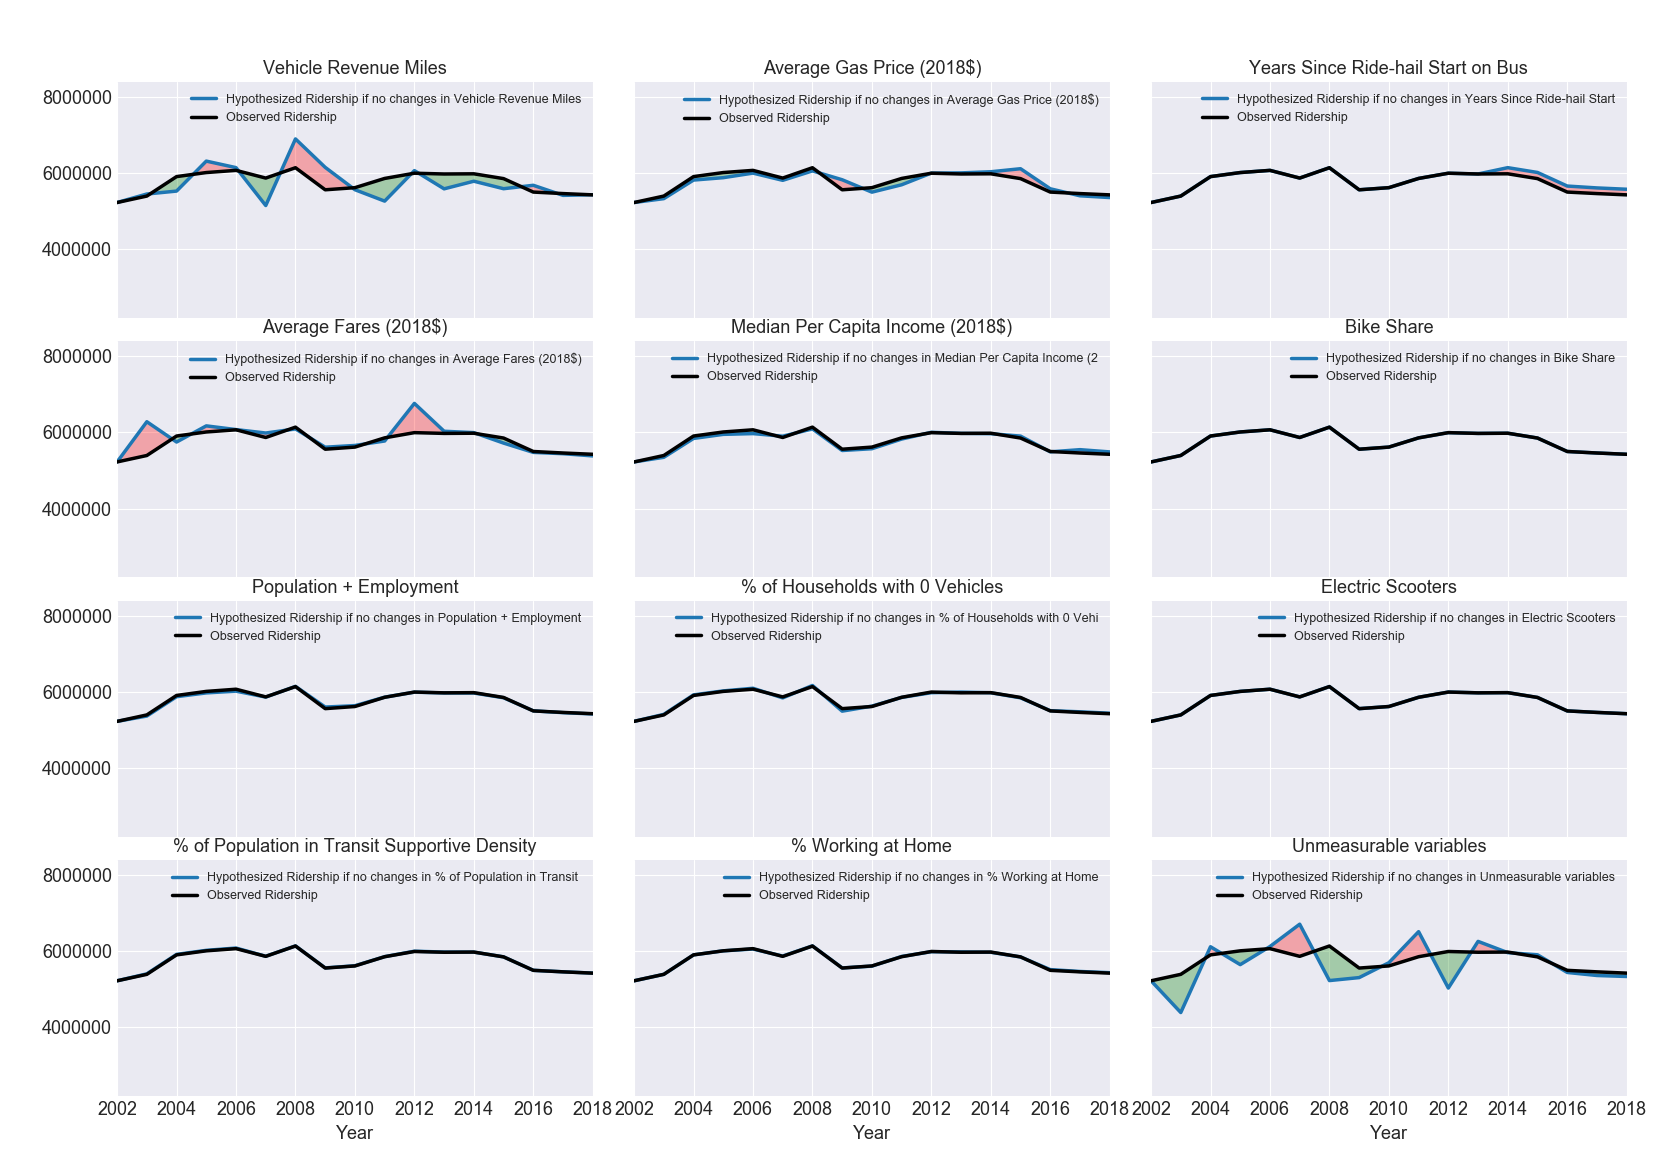 Vehicle Revenue Miles
8000000
6000000
4000000
Hypothesized Ridership if no changes in Vehicle Revenue Miles
Observed Ridership
Average Gas Price (2018$)
Hypothesized Ridership if no changes in Average Gas Price (2018$)
Observed Ridership
Years Since Ride-hail Start on Bus
Hypothesized Ridership if no changes in Years Since Ride-hail Start
Observed Ridership
Average Fares (2018$)
8000000
6000000
4000000
Hypothesized Ridership if no changes in Average Fares (2018$)
Observed Ridership
Median Per Capita Income (2018$)
Hypothesized Ridership if no changes in Median Per Capita Income (2
Observed Ridership
Bike Share
Hypothesized Ridership if no changes in Bike Share
Observed Ridership
Population + Employment
8000000
6000000
4000000
Hypothesized Ridership if no changes in Population + Employment
Observed Ridership
% of Households with 0 Vehicles
Hypothesized Ridership if no changes in % of Households with 0 Vehi
Observed Ridership
Electric Scooters
Hypothesized Ridership if no changes in Electric Scooters
Observed Ridership
% of Population in Transit Supportive Density
8000000
6000000
4000000
Hypothesized Ridership if no changes in % of Population in Transit
Observed Ridership
2002 2004 2006 2008 2010 2012 2014 2016 2018
Year
% Working at Home
Hypothesized Ridership if no changes in % Working at Home
Observed Ridership
2002 2004 2006 2008 2010 2012 2014 2016 2018
Year
Unmeasurable variables
Hypothesized Ridership if no changes in Unmeasurable variables
Observed Ridership
2002 2004 2006 2008 2010 2012 2014 2016 2018
Year